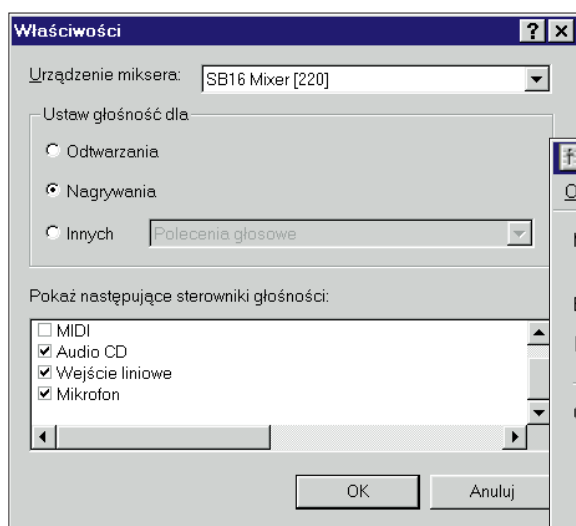 Właściwości
Urządzenie miksera: SB16 Mixer [220]
Ustaw głośność dla
Odtwarzania
Nagrywania
Innych Polecenia głosowe
Pokaż następujące sterowniki głośności:
MIDI
Audio CD
Wejście liniowe
Mikrofon
OK Anuluj